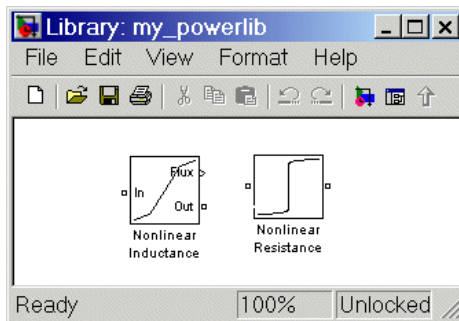 Library: my_powerlib
File Edit View Format Help
Flux
In
Out
Nonlinear
Inductance
Nonlinear
Resistance
Ready 100% Unlocked